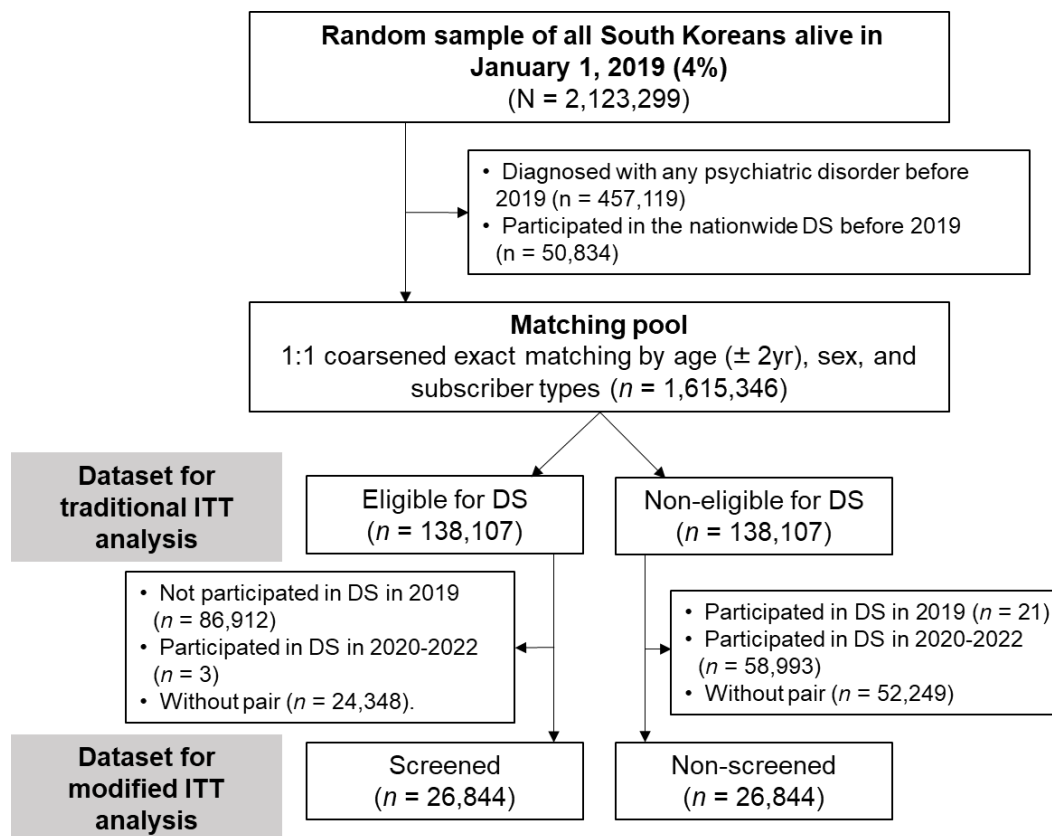 Random sample of all South Koreans alive in
January 1, 2019 (4%)
(N = 2,123,299)
• Diagnosed with any psychiatric disorder before
2019 (n = 457,119)
• Participated in the nationwide DS before 2019
(n = 50,834)
Matching pool
1:1 coarsened exact matching by age (± 2yr), sex, and
subscriber types (n = 1,615,346)
Dataset for
traditional ITT
analysis
Eligible for DS
(n = 138,107)
Non-eligible for DS
(n = 138,107)
• Not participated in DS in 2019
(n = 86,912)
• Participated in DS in 2020-2022
(n = 3)
• Without pair (n = 24,348).
• Participated in DS in 2019 (n = 21)
• Participated in DS in 2020-2022
(n = 58,993)
• Without pair (n = 52,249)
Dataset for
modified ITT
analysis
Screened
(n = 26,844)
Non-screened
(n = 26,844)